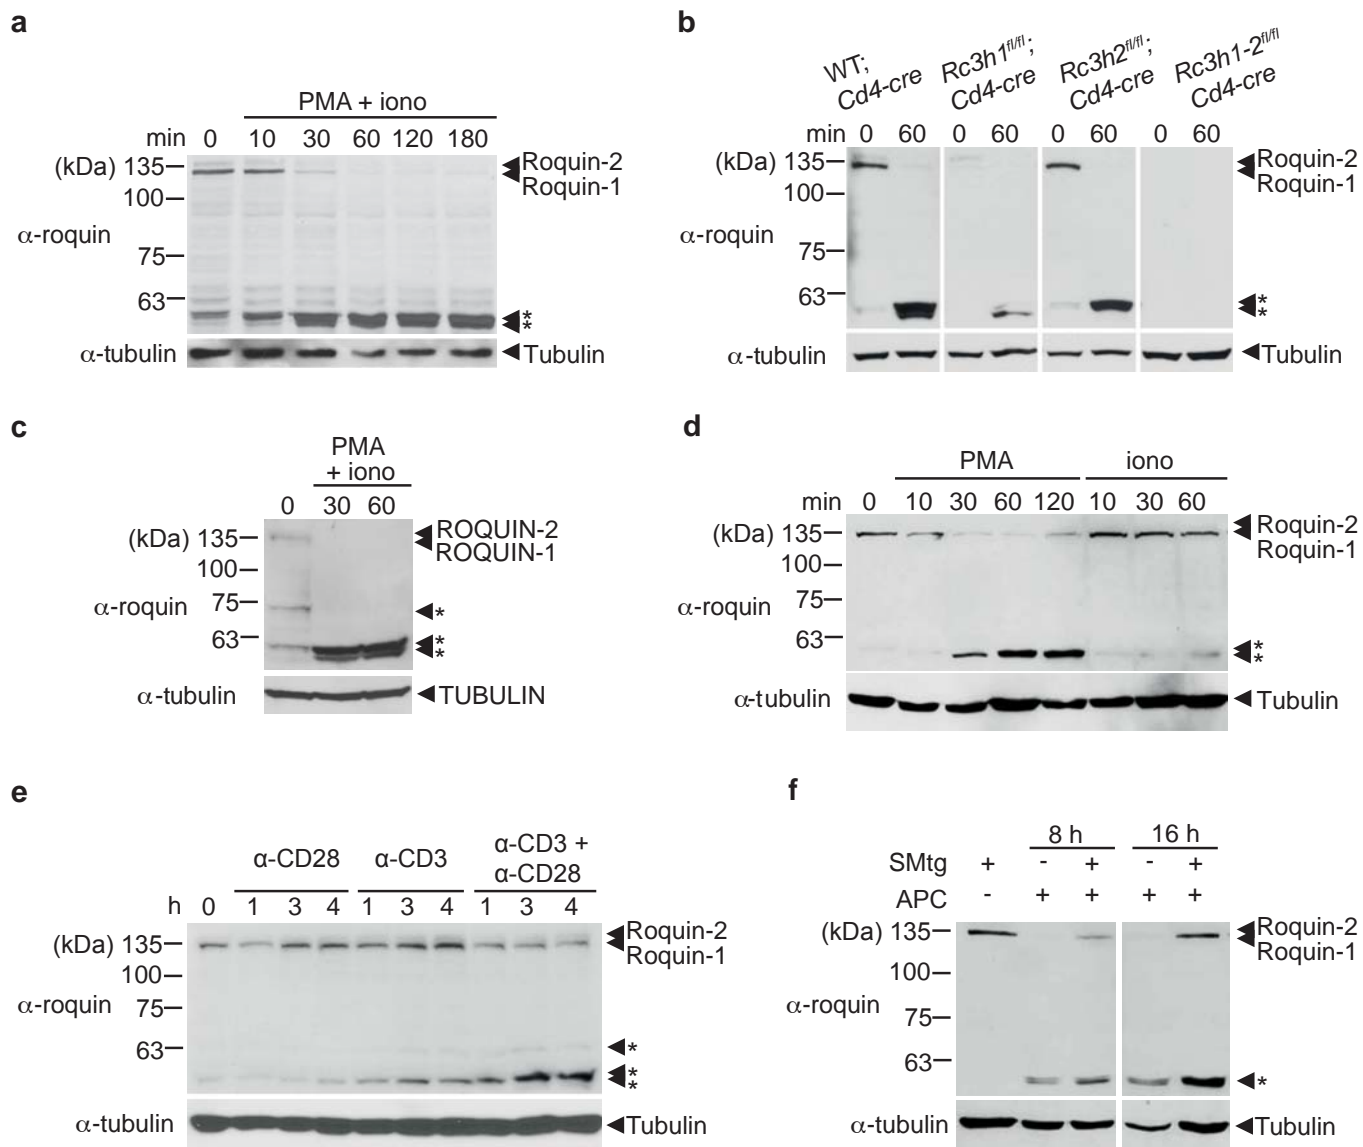 a
PMA + iono
min 0 10 30 60 120 180
(kDa) 135
Roquin-2
Roquin-1
100
α-roquin
75
63
*
*
α-tubulin
Tubulin
b
WT; Cd4-cre
Rc3h1fl/fl; Cd4-cre
Rc3h2fl/fl; Cd4-cre
Rc3h1-2fl/fl Cd4-cre
min 0 60 0 60 0 60 0 60
(kDa) 135
Roquin-2
Roquin-1
100
α-roquin
75
63
*
*
α-tubulin
Tubulin
c
PMA
+ iono
0 30 60
(kDa) 135
ROQUIN-2
ROQUIN-1
100
α-roquin
75
*
63
*
*
α-tubulin
TUBULIN
d
PMA iono
min 0 10 30 60 120 10 30 60
(kDa) 135
Roquin-2
Roquin-1
100
α-roquin
75
63
*
*
α-tubulin
Tubulin
e
α-CD28 α-CD3 α-CD3 +
α-CD28
h 0 1 3 4 1 3 4 1 3 4
(kDa) 135
Roquin-2
Roquin-1
100
α-roquin
75
63
*
*
*
α-tubulin
Tubulin
f
8 h 16 h
SMtg + - + - +
APC - + + + +
(kDa) 135
Roquin-2
Roquin-1
100
α-roquin
75
63
*
α-tubulin
Tubulin